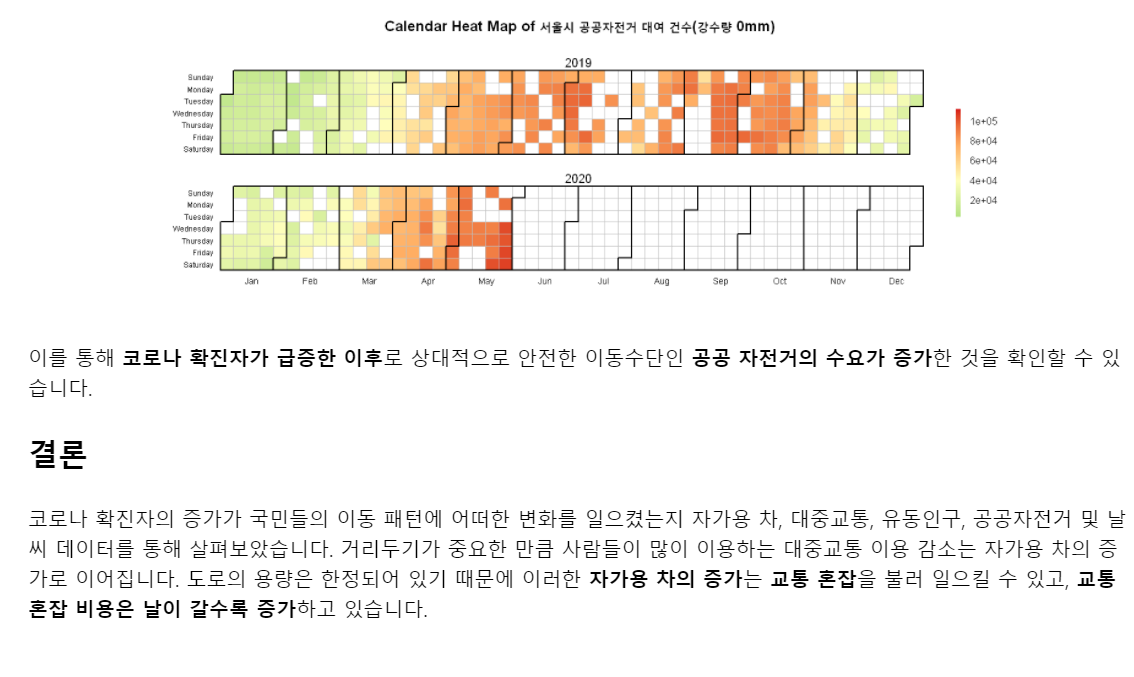 Calendar Heat Map of 서울시 공공자전거 대여 건수(강수량 0mm)
2019
Sunday
Monday
Tuesday
Wednesday
Thursday
Friday
Saturday
1e+05
8e+04
6e+04
4e+04
2e+04
2020
Sunday
Monday
Tuesday
Wednesday
Thursday
Friday
Saturday
Jan Feb Mar Apr May Jun Jul Aug Sep Oct Nov Dec
이를 통해 코로나 확진자가 급증한 이후로 상대적으로 안전한 이동수단인 공공 자전거의 수요가 증가한 것을 확인할 수 있
습니다.
결론
코로나 확진자의 증가가 국민들의 이동 패턴에 어떠한 변화를 일으켰는지 자가용 차, 대중교통, 유동인구, 공공자전거 및 날
씨 데이터를 통해 살펴보았습니다. 거리두기가 중요한 만큼 사람들이 많이 이용하는 대중교통 이용 감소는 자가용 차의 증
가로 이어집니다. 도로의 용량은 한정되어 있기 때문에 이러한 자가용 차의 증가는 교통 혼잡을 불러 일으킬 수 있고, 교통
혼잡 비용은 날이 갈수록 증가하고 있습니다.